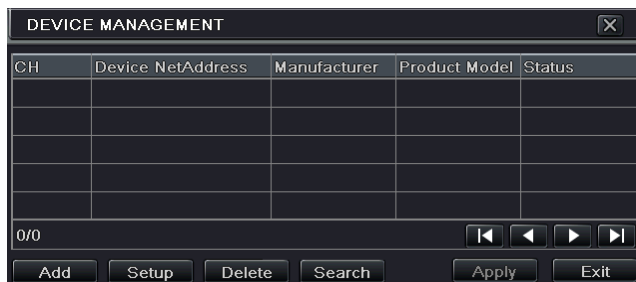 DEVICE MANAGEMENT
CH Device NetAddress Manufacturer Product Model Status
0/0
Add Setup Delete Search Apply Exit